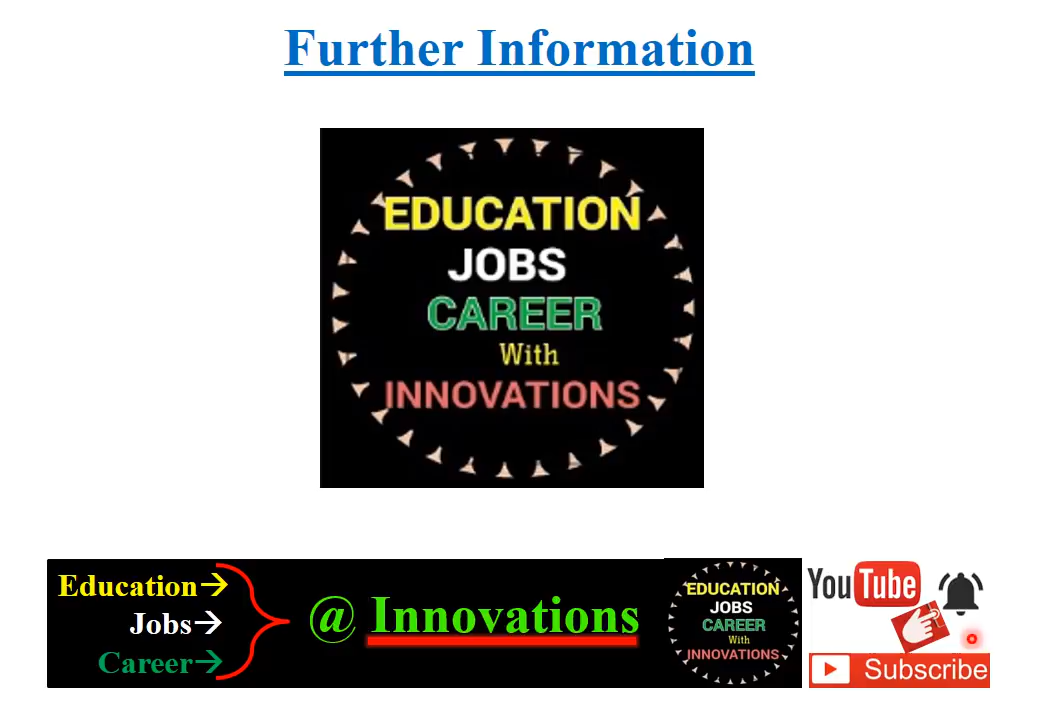 Further Information
EDUCATION
JOBS
CAREER
With
INNOVATIONS
Education→
Jobs→
Career→
@ Innovations
EDUCATION
JOBS
CAREER
With
INNOVATIONS
YouTube
Subscribe